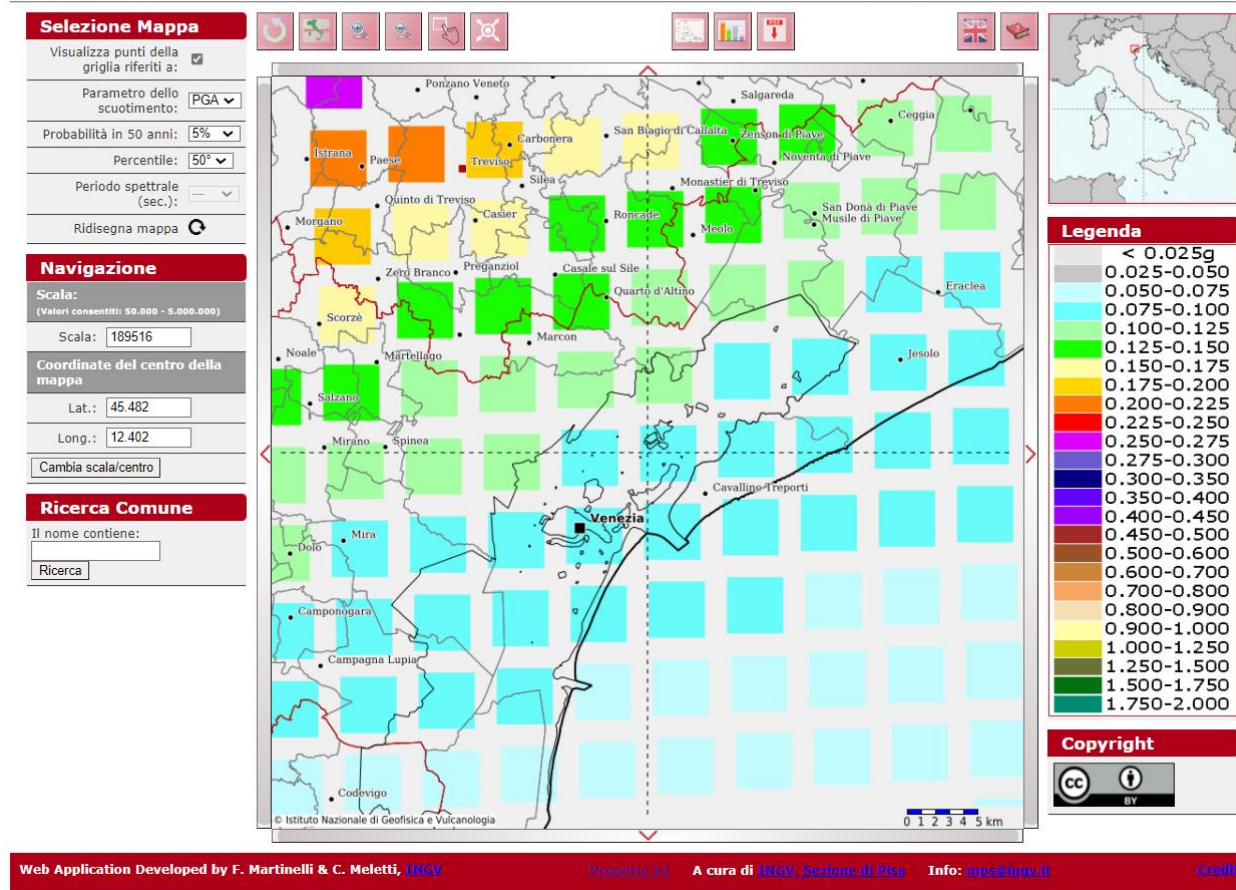 Selezione Mappa
Visualizza punti della
griglia riferiti a:
Parametro dello
scuotimento:
PGA
Probabilità in 50 anni:
5%
Percentile:
50°
Periodo spettrale
(sec.):
---
Ridisegna mappa
Navigazione
Scala:
(Valori consentiti: 50.000 - 5.000.000)
Scala:
189516
Coordinate del centro della
mappa
Lat.:
45.482
Long.:
12.402
Cambia scala/centro
Ricerca Comune
Il nome contiene:
Ricerca
PDF
Ponzano Veneto
Salgareda
Ceggia
Carbonera
San Biagio di Callalta
Zenson di Piave
Istrana
Paese
Treviso
Noventa di Piave
Silea
Monastier di Treviso
Quinto di Treviso
Morgano
Casier
Roncade
San Donà di Piave
Musile di Piave
Meolo
Zero Branco
Preganziol
Casale sul Sile
Quarto d'Altino
Eraclea
Scorzè
Marcon
Noale
Martellago
Jesolo
Salzano
Mirano
Spinea
Cavallino Treporti
Venezia
Dolo
Mira
Camponogara
Campagna Lupia
Codevigo
© Istituto Nazionale di Geofisica e Vulcanologia
0 1 2 3 4 5 km
Legenda
< 0.025g
0.025-0.050
0.050-0.075
0.075-0.100
0.100-0.125
0.125-0.150
0.150-0.175
0.175-0.200
0.200-0.225
0.225-0.250
0.250-0.275
0.275-0.300
0.300-0.350
0.350-0.400
0.400-0.450
0.450-0.500
0.500-0.600
0.600-0.700
0.700-0.800
0.800-0.900
0.900-1.000
1.000-1.250
1.250-1.500
1.500-1.750
1.750-2.000
Copyright
cc
BY
Web Application Developed by F. Martinelli & C. Meletti, INGV
Progetto S1
A cura di INGV, Sezione di Pisa
Info: mps@ingv.it
Credit